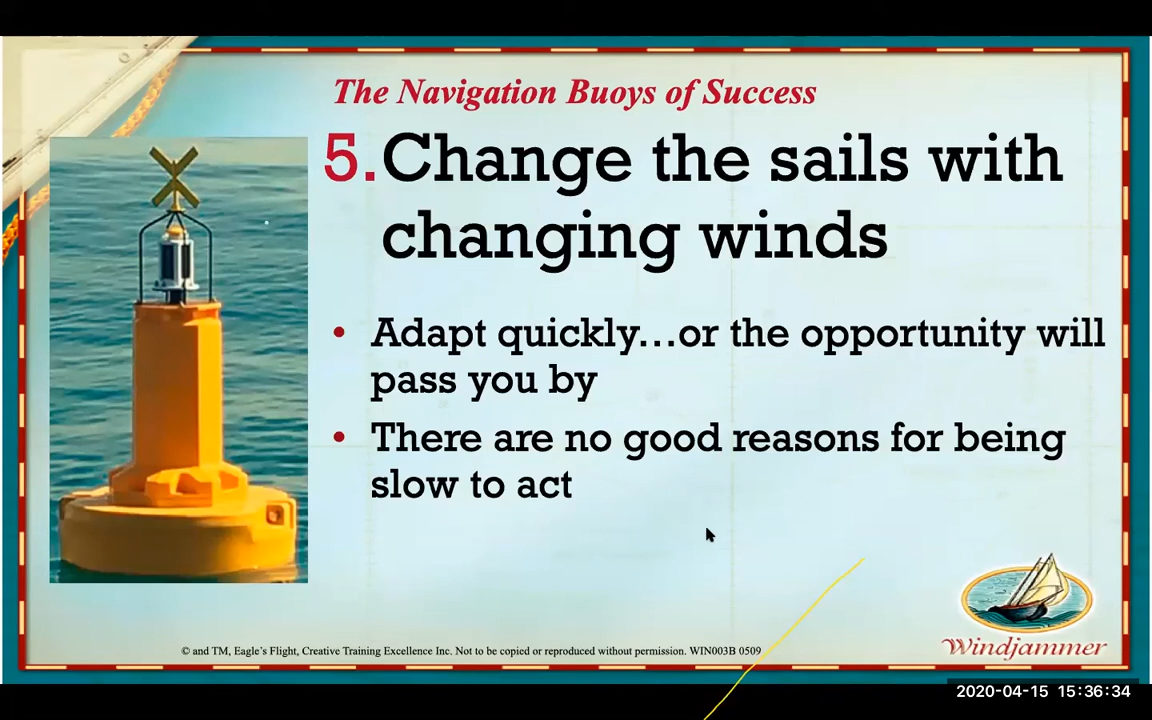 The Navigation Buoys of Success
5. Change the sails with
changing winds
• Adapt quickly...or the opportunity will
pass you by
• There are no good reasons for being
slow to act
Windjammer
© and TM, Eagle's Flight, Creative Training Excellence Inc. Not to be copied or reproduced without permission. WIN003B 0509
2020-04-15 15:36:34